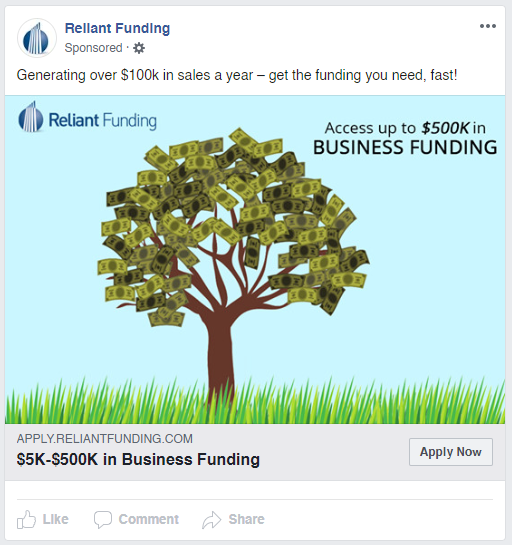 Reliant Funding
Sponsored ·
Generating over $100k in sales a year – get the funding you need, fast!
Reliant Funding
Access up to $500K in
BUSINESS FUNDING
APPLY.RELIANTFUNDING.COM
$5K-$500K in Business Funding
Apply Now
Like Comment Share